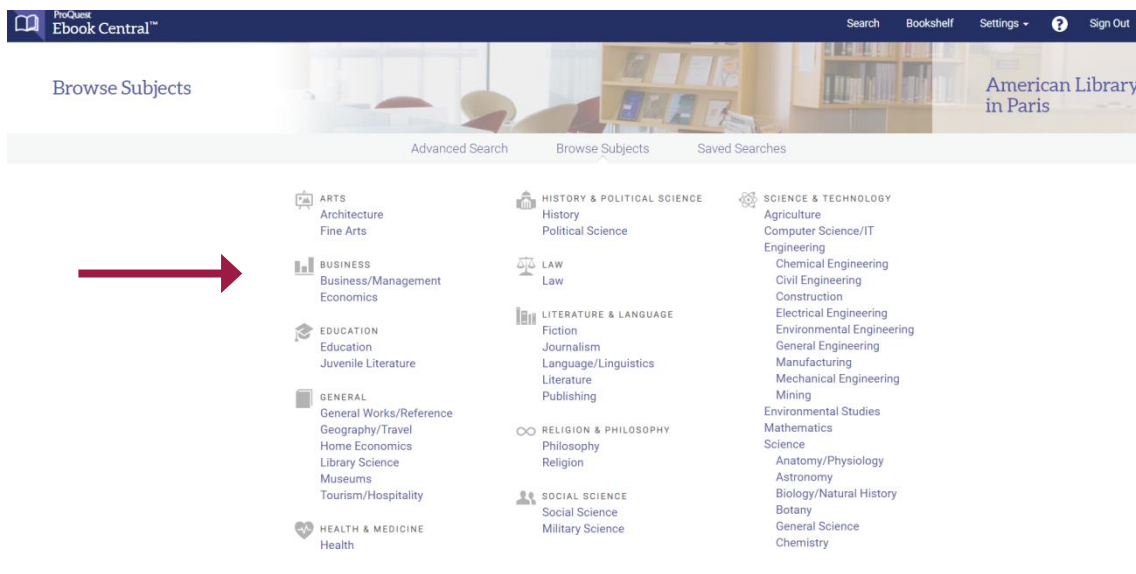 ProQuest
Ebook Central™
Search
Bookshelf
Settings
?
Sign Out
Browse Subjects
American Library
in Paris
Advanced Search
Browse Subjects
Saved Searches
ARTS
Architecture
Fine Arts
BUSINESS
Business/Management
Economics
EDUCATION
Education
Juvenile Literature
GENERAL
General Works/Reference
Geography/Travel
Home Economics
Library Science
Museums
Tourism/Hospitality
HEALTH & MEDICINE
Health
HISTORY & POLITICAL SCIENCE
History
Political Science
LAW
Law
LITERATURE & LANGUAGE
Fiction
Journalism
Language/Linguistics
Literature
Publishing
RELIGION & PHILOSOPHY
Philosophy
Religion
SOCIAL SCIENCE
Social Science
Military Science
SCIENCE & TECHNOLOGY
Agriculture
Computer Science/IT
Engineering
Chemical Engineering
Civil Engineering
Construction
Electrical Engineering
Environmental Engineering
General Engineering
Manufacturing
Mechanical Engineering
Mining
Environmental Studies
Mathematics
Science
Anatomy/Physiology
Astronomy
Biology/Natural History
Botany
General Science
Chemistry